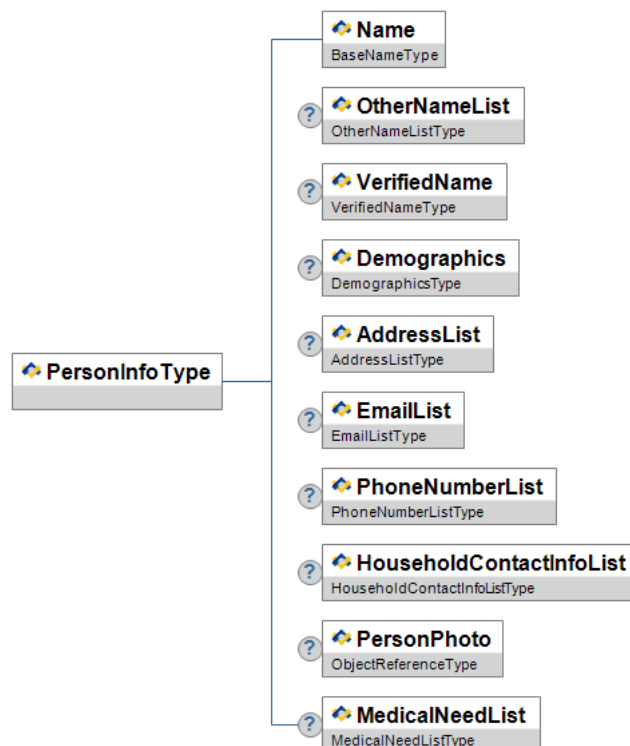 Name
BaseNameType
?
OtherNameList
OtherNameListType
?
VerifiedName
VerifiedNameType
?
Demographics
DemographicsType
?
AddressList
AddressListType
PersonInfoType
?
EmailList
EmailListType
?
PhoneNumberList
PhoneNumberListType
?
HouseholdContactInfoList
HouseholdContactInfoListType
?
PersonPhoto
ObjectReferenceType
?
MedicalNeedList
MedicalNeedListType